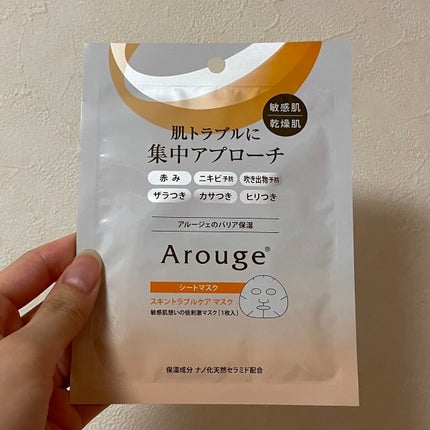 敏感肌
乾燥肌
肌トラブルに
集中アプローチ
赤み ニキビ予防 吹き出物予防
ザラつき カサつき ヒリつき
アルージェのバリア保湿
Arouge®
シートマスク
スキントラブルケア マスク
敏感肌想いの低刺激マスク[1枚入]
保湿成分 ナノ化天然セラミド配合